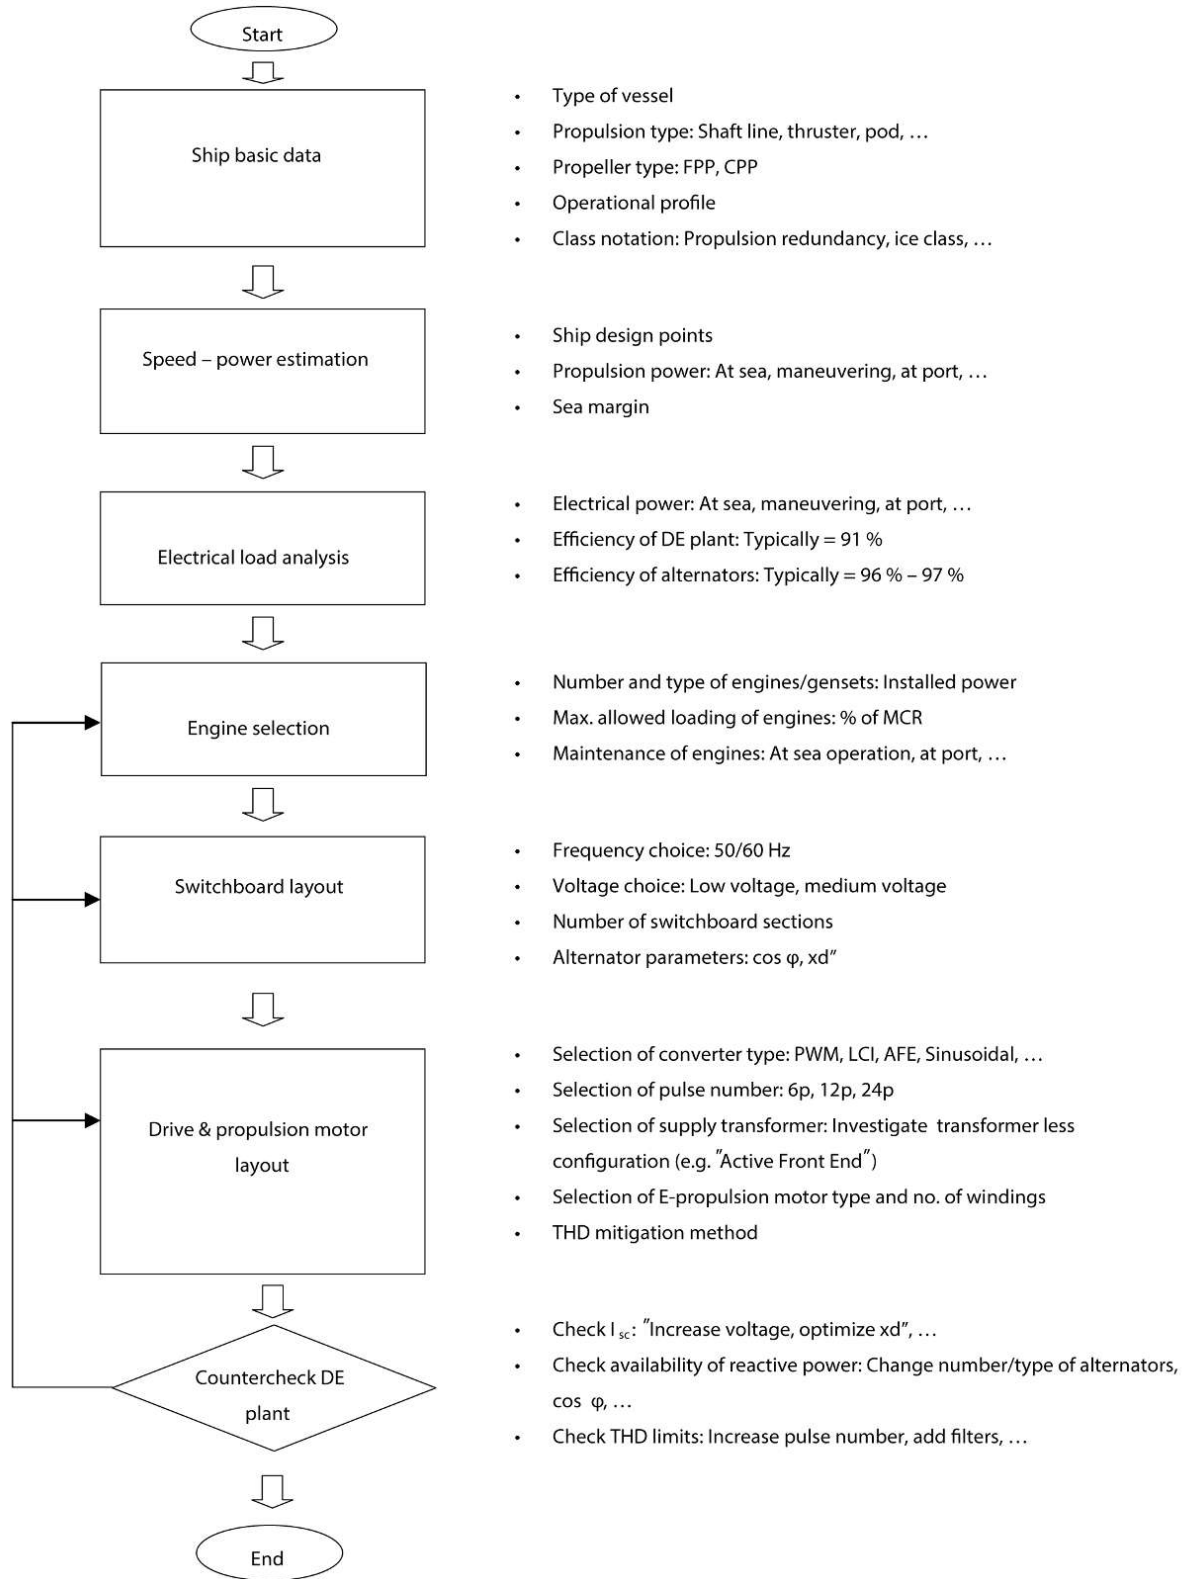 Start
Ship basic data
• Type of vessel
• Propulsion type: Shaft line, thruster, pod, …
• Propeller type: FPP, CPP
• Operational profile
• Class notation: Propulsion redundancy, ice class, …
Speed – power estimation
• Ship design points
• Propulsion power: At sea, maneuvering, at port, …
• Sea margin
Electrical load analysis
• Electrical power: At sea, maneuvering, at port, …
• Efficiency of DE plant: Typically = 91 %
• Efficiency of alternators: Typically = 96 % – 97 %
Engine selection
• Number and type of engines/gensets: Installed power
• Max. allowed loading of engines: % of MCR
• Maintenance of engines: At sea operation, at port, …
Switchboard layout
• Frequency choice: 50/60 Hz
• Voltage choice: Low voltage, medium voltage
• Number of switchboard sections
• Alternator parameters: cos φ, xd″
Drive & propulsion motor
layout
• Selection of converter type: PWM, LCI, AFE, Sinusoidal, …
• Selection of pulse number: 6p, 12p, 24p
• Selection of supply transformer: Investigate transformer less
configuration (e.g. ″Active Front End″)
• Selection of E-propulsion motor type and no. of windings
• THD mitigation method
Countercheck DE
plant
• Check I sc: ″Increase voltage, optimize xd″, …
• Check availability of reactive power: Change number/type of alternators,
cos φ, …
• Check THD limits: Increase pulse number, add filters, …
End